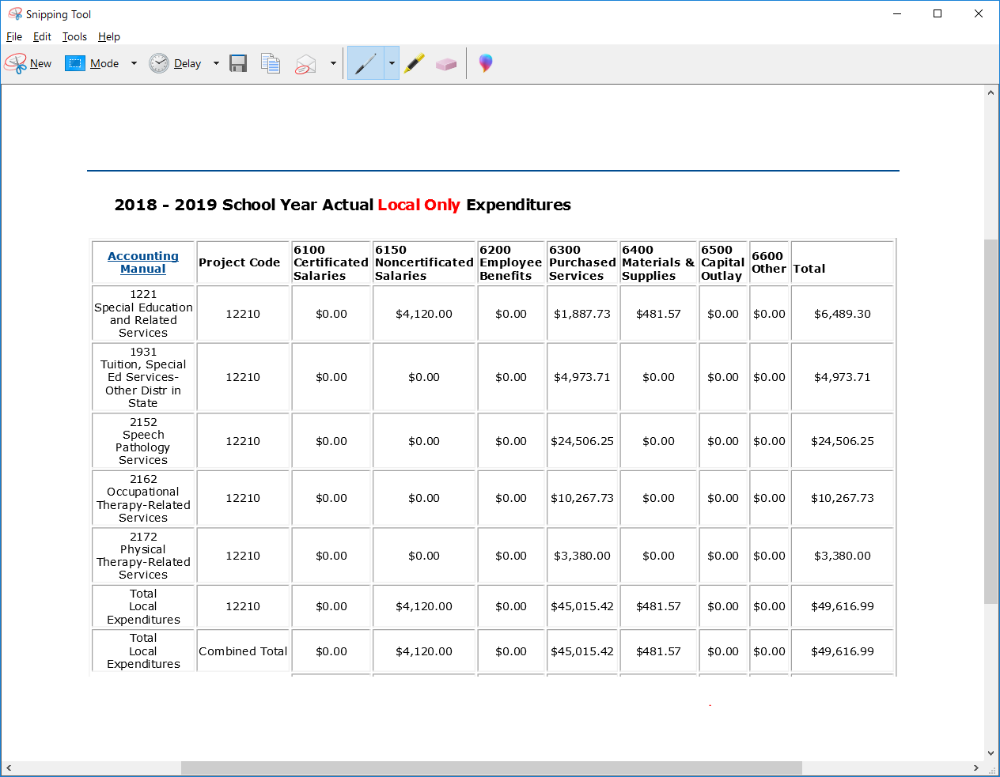 Snipping Tool
File Edit Tools Help
New Mode Delay
2018 - 2019 School Year Actual Local Only Expenditures
Accounting
Manual
Project Code
6100
Certificated
Salaries
6150
Noncertificated
Salaries
6200
Employee
Benefits
6300
Purchased
Services
6400
Materials &
Supplies
6500
Capital
Outlay
6600
Other
Total
1221
Special Education
and Related
Services
12210 $0.00 $4,120.00 $0.00 $1,887.73 $481.57 $0.00 $0.00 $6,489.30
1931
Tuition, Special
Ed Services-
Other Distr in
State
12210 $0.00 $0.00 $0.00 $4,973.71 $0.00 $0.00 $0.00 $4,973.71
2152
Speech
Pathology
Services
12210 $0.00 $0.00 $0.00 $24,506.25 $0.00 $0.00 $0.00 $24,506.25
2162
Occupational
Therapy-Related
Services
12210 $0.00 $0.00 $0.00 $10,267.73 $0.00 $0.00 $0.00 $10,267.73
2172
Physical
Therapy-Related
Services
12210 $0.00 $0.00 $0.00 $3,380.00 $0.00 $0.00 $0.00 $3,380.00
Total
Local
Expenditures
12210 $0.00 $4,120.00 $0.00 $45,015.42 $481.57 $0.00 $0.00 $49,616.99
Total
Local
Expenditures
Combined Total $0.00 $4,120.00 $0.00 $45,015.42 $481.57 $0.00 $0.00 $49,616.99